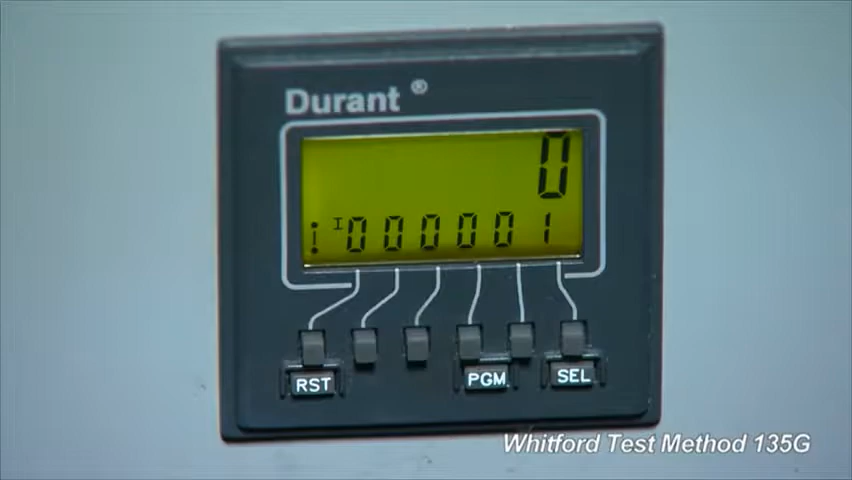 Durant ®
0
I 000001
RST PGM SEL
Whitford Test Method 135G